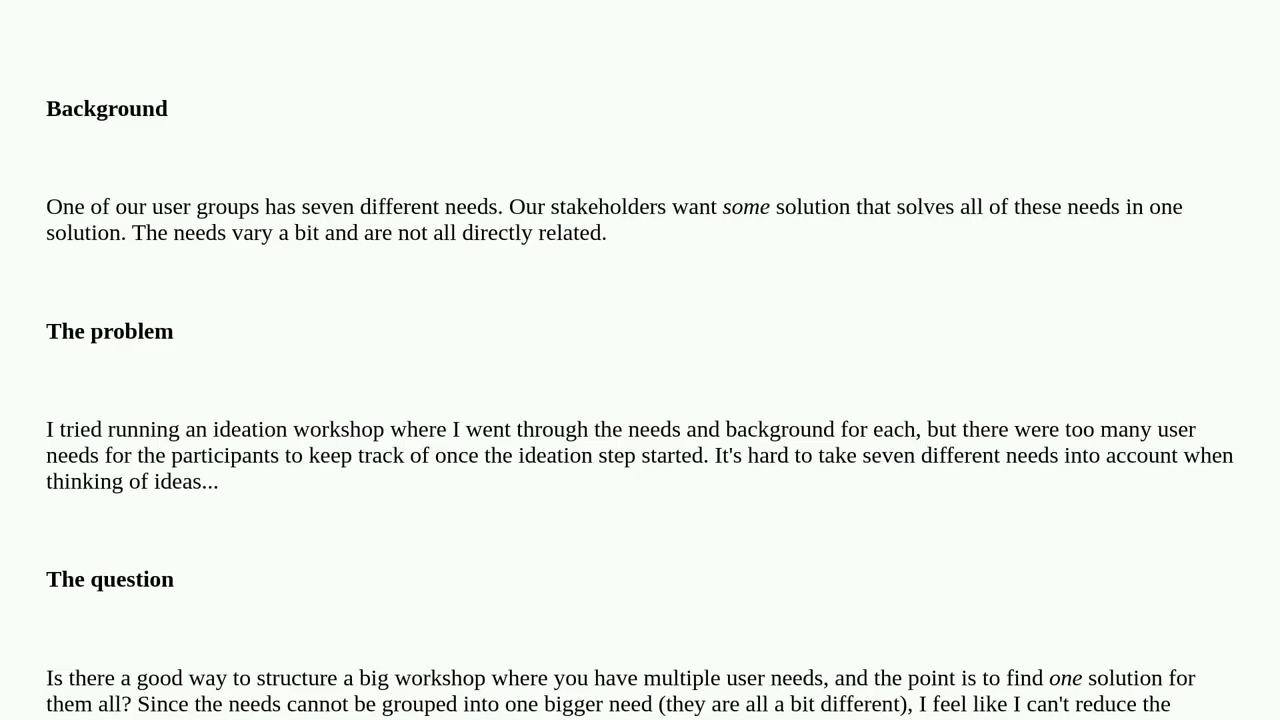 Background
One of our user groups has seven different needs. Our stakeholders want some solution that solves all of these needs in one
solution. The needs vary a bit and are not all directly related.
The problem
I tried running an ideation workshop where I went through the needs and background for each, but there were too many user
needs for the participants to keep track of once the ideation step started. It's hard to take seven different needs into account when
thinking of ideas...
The question
Is there a good way to structure a big workshop where you have multiple user needs, and the point is to find one solution for
them all? Since the needs cannot be grouped into one bigger need (they are all a bit different), I feel like I can't reduce the